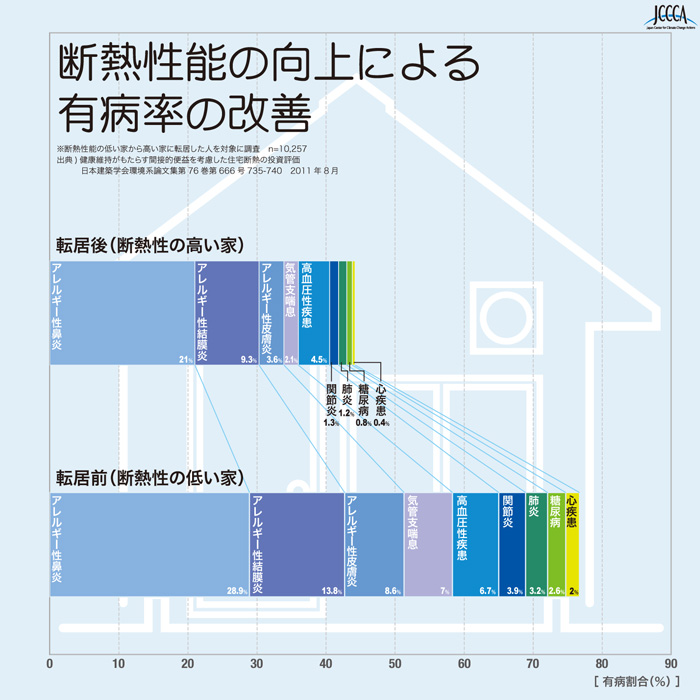 JCCCA
Japan Center for Climate Change Actions
断熱性能の向上による
有病率の改善
※断熱性能の低い家から高い家に転居した人を対象に調査　n=10,257
出典）健康維持がもたらす間接的便益を考慮した住宅断熱の投資評価
日本建築学会環境系論文集第 76 巻第 666 号 735-740　2011 年 8 月
転居後（断熱性の高い家）
アレルギー性鼻炎
21%
アレルギー性結膜炎
9.3%
アレルギー性皮膚炎
3.6%
気管支喘息
2.1%
高血圧性疾患
4.5%
関節炎
1.3%
肺炎
1.2%
糖尿病
0.8%
心疾患
0.4%
転居前（断熱性の低い家）
アレルギー性鼻炎
28.9%
アレルギー性結膜炎
13.8%
アレルギー性皮膚炎
8.6%
気管支喘息
7%
高血圧性疾患
6.7%
関節炎
3.9%
肺炎
3.2%
糖尿病
2.6%
心疾患
2%
0 10 20 30 40 50 60 70 80 90
[ 有病割合（%） ]